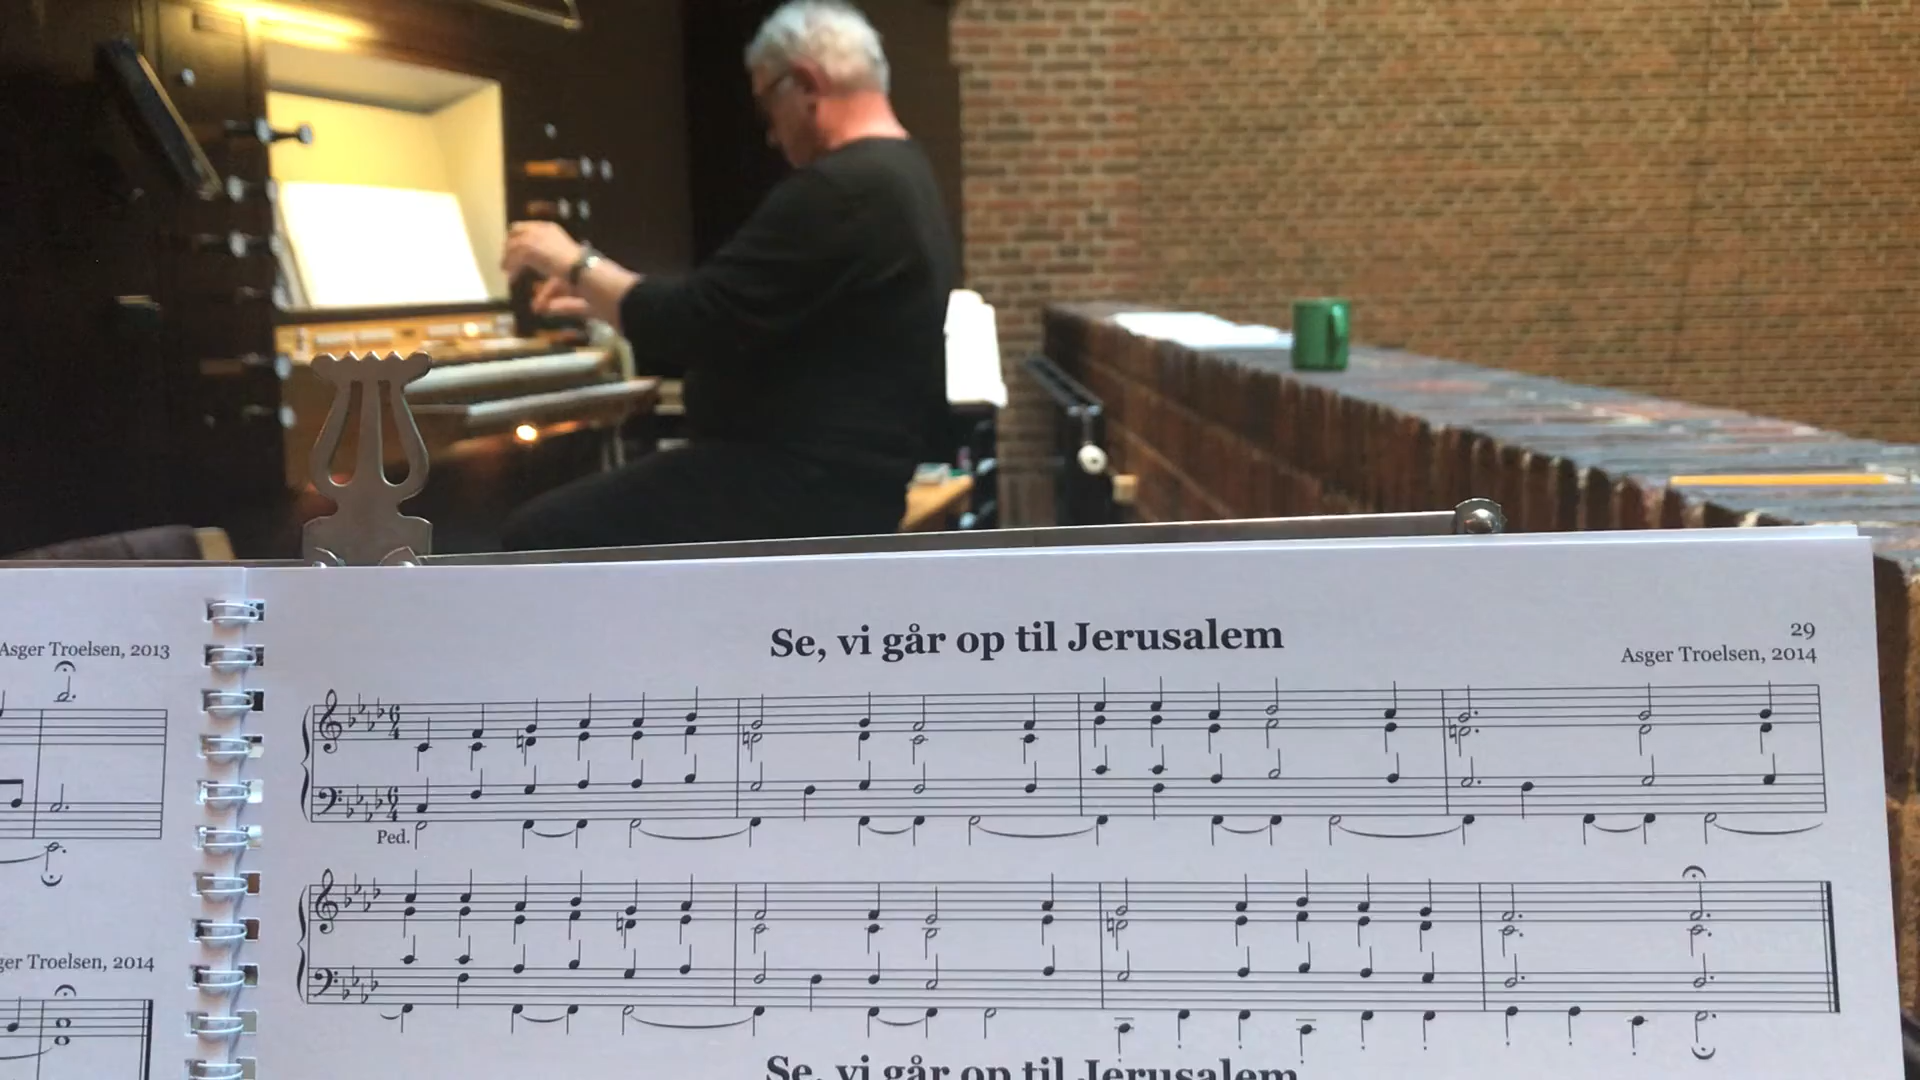 Asger Troelsen, 2013
ger Troelsen, 2014
Se, vi går op til Jerusalem
29
Asger Troelsen, 2014
Ped.
Se, vi går op til Jerusalem